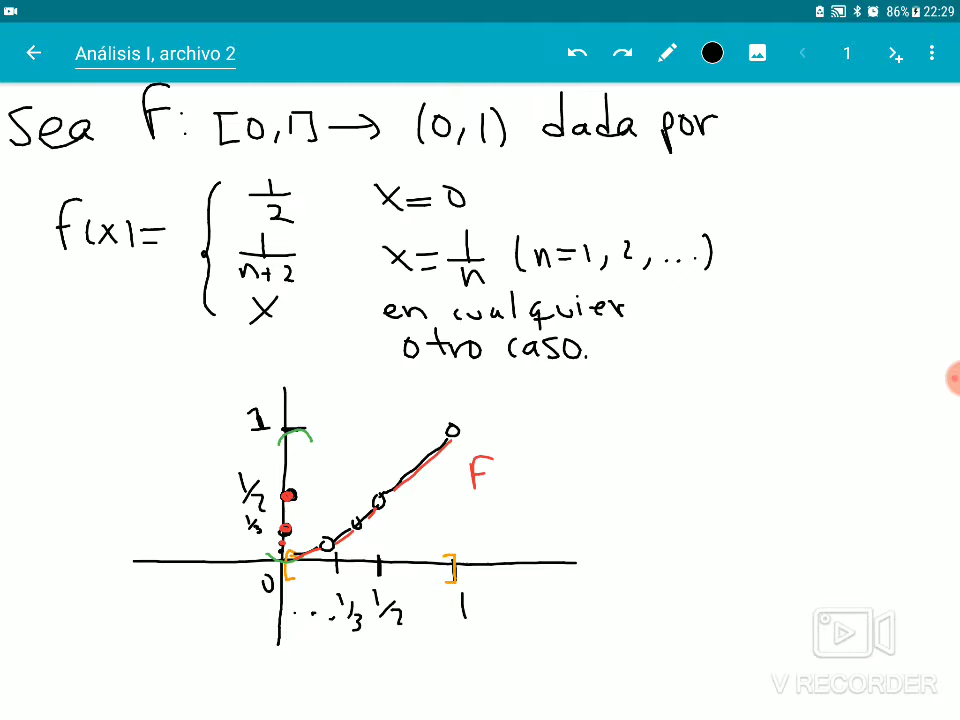 86% 22:29
Análisis I, archivo 2
1
Sea f: [0,1] → (0,1) dada por
f(x)= { 1/2 x=0
1/(n+2) x=1/n (n=1, 2, ...)
x en cualquier
otro caso.
1
1/2
1/3
f
0
... 1/3 1/2 1
V RECORDER